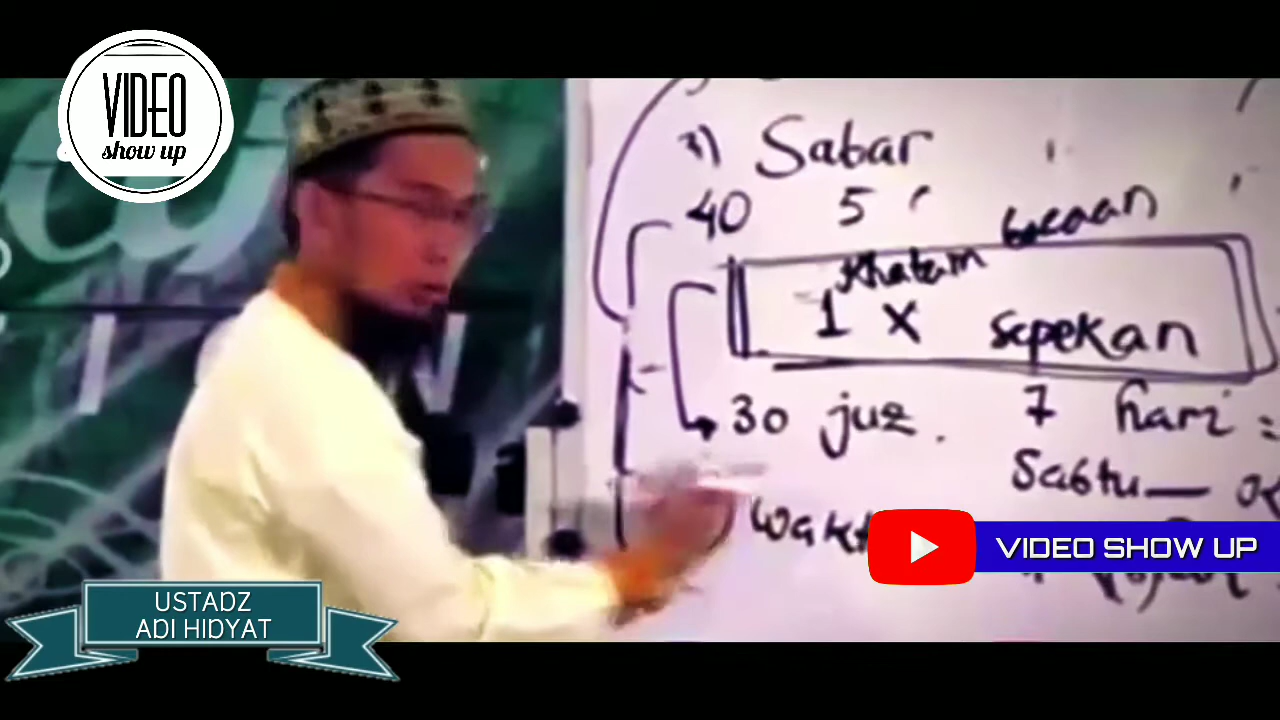 VIDEO
show up
3) Sabar
40 5
bacaan
Khatam
1 X sepekan
30 juz. 7 hari =
Sabtu —
VIDEO SHOW UP
USTADZ
ADI HIDYAT